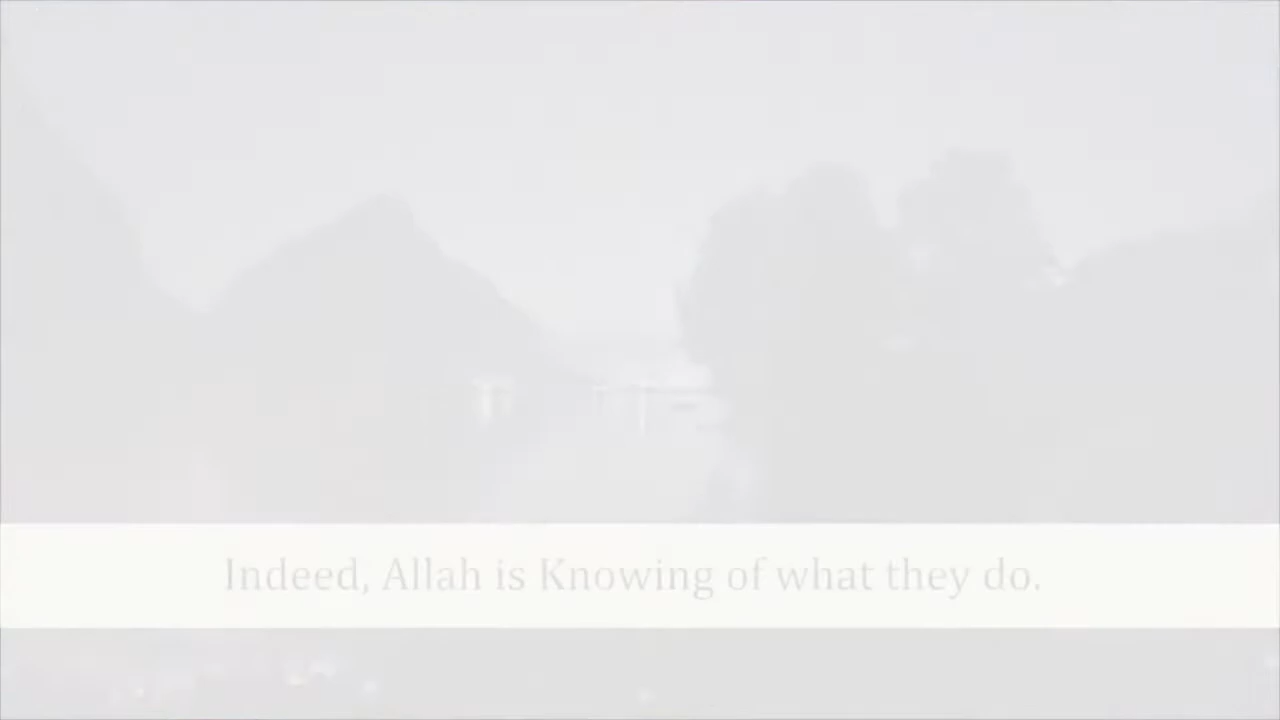 Indeed, Allah is Knowing of what they do.